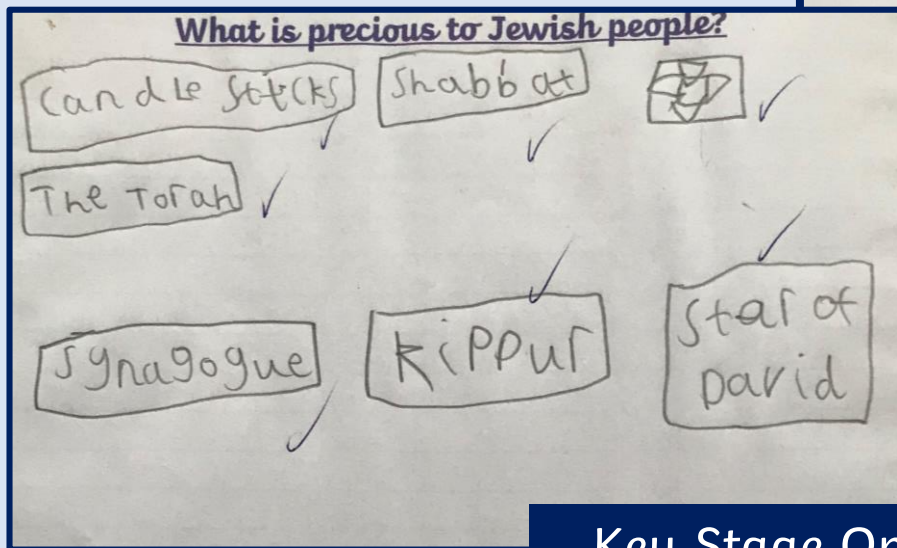 What is precious to Jewish people?
Candle Sticks
Shabbat
The Torah
Synagogue
Kippur
Star of
David
Key Stage On